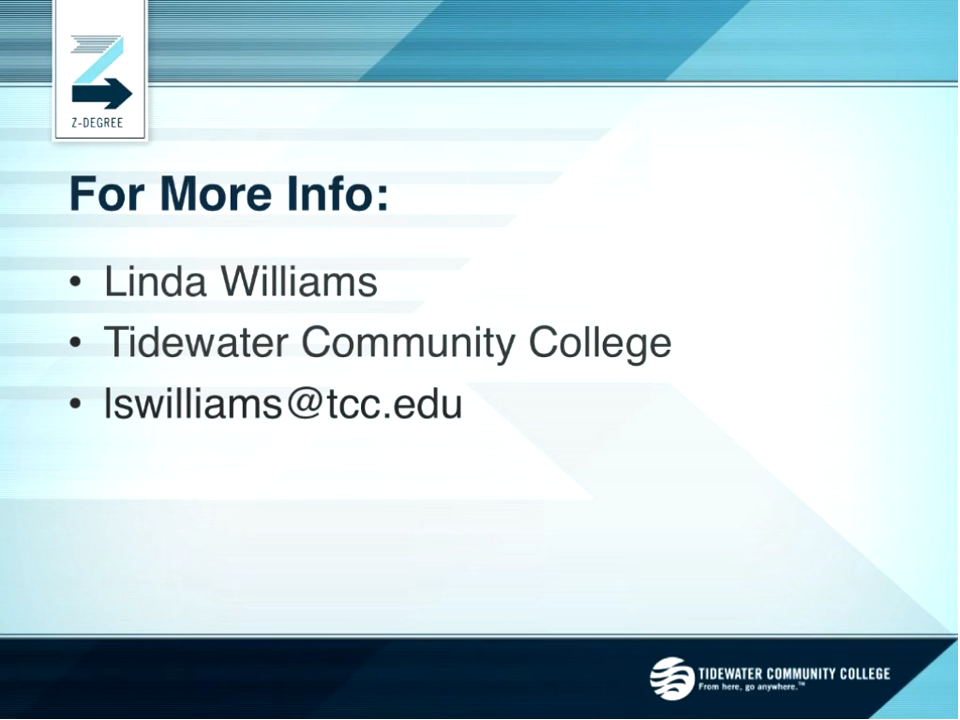 Z-DEGREE
For More Info:
• Linda Williams
• Tidewater Community College
• lswilliams@tcc.edu
TIDEWATER COMMUNITY COLLEGE
From here, go anywhere.™